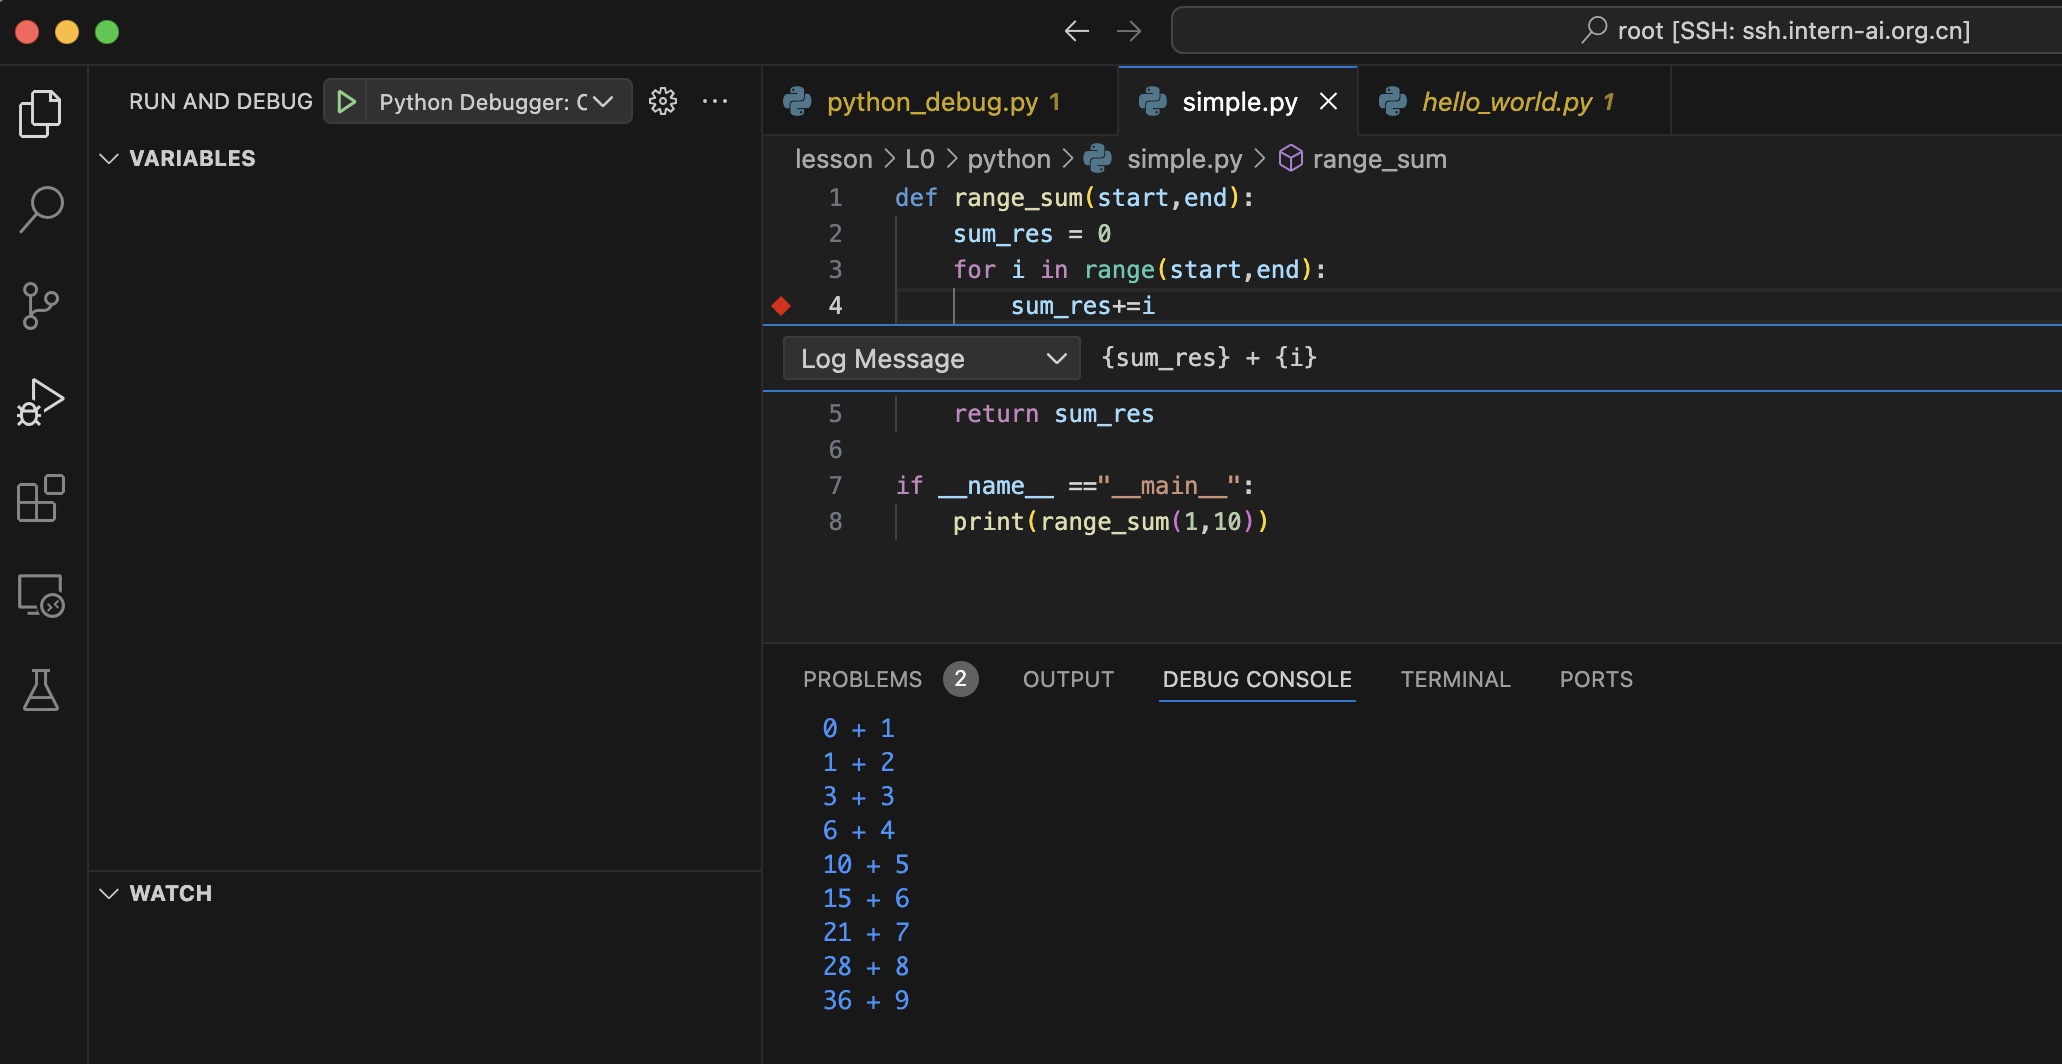 root [SSH: ssh.intern-ai.org.cn]
RUN AND DEBUG
Python Debugger: C
VARIABLES
WATCH
python_debug.py 1
simple.py
hello_world.py 1
lesson > L0 > python > simple.py > range_sum
1 def range_sum(start,end):
2 sum_res = 0
3 for i in range(start,end):
4 sum_res+=i
Log Message {sum_res} + {i}
5 return sum_res
6
7 if __name__ =="__main__":
8 print(range_sum(1,10))
PROBLEMS 2 OUTPUT DEBUG CONSOLE TERMINAL PORTS
0 + 1
1 + 2
3 + 3
6 + 4
10 + 5
15 + 6
21 + 7
28 + 8
36 + 9